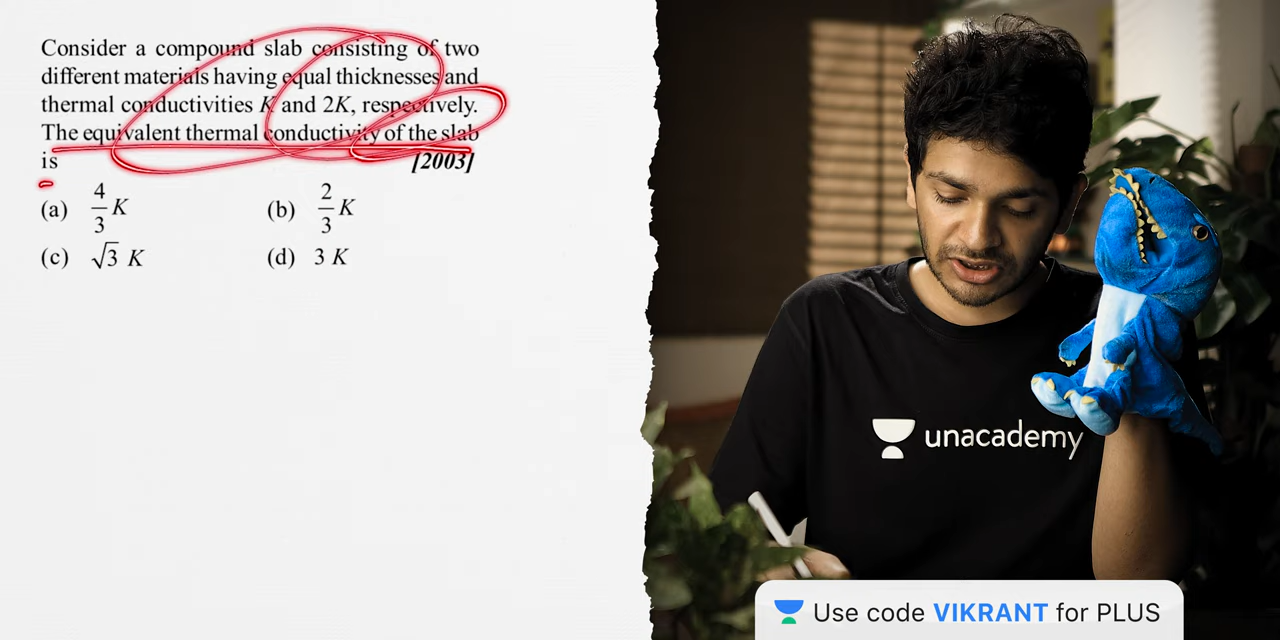 Consider a compound slab consisting of two
different materials having equal thicknesses and
thermal conductivities K and 2K, respectively.
The equivalent thermal conductivity of the slab
is [2003]
(a) 4/3 K (b) 2/3 K
(c) √3 K (d) 3 K
unacademy
Use code VIKRANT for PLUS